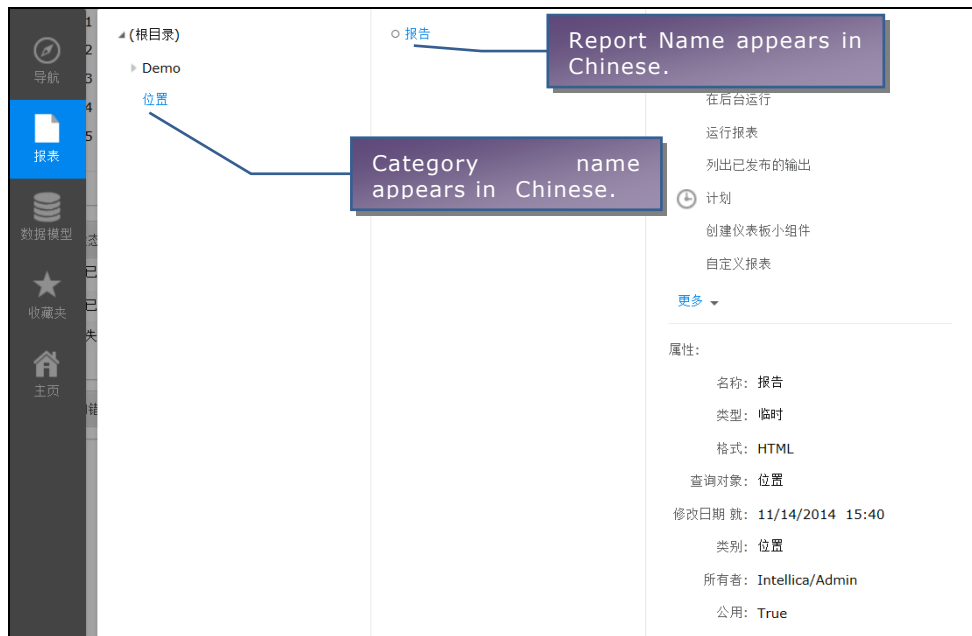 导航
报表
数据模型
收藏夹
主页
1
2
3
4
5
态
已
已
失
错
(根目录)
Demo
位置
报告
Report Name appears in
Chinese.
Category name
appears in Chinese.
在后台运行
运行报表
列出已发布的输出
计划
创建仪表板小组件
自定义报表
更多
属性:
名称: 报告
类型: 临时
格式: HTML
查询对象: 位置
修改日期 就: 11/14/2014 15:40
类别: 位置
所有者: Intellica/Admin
公用: True